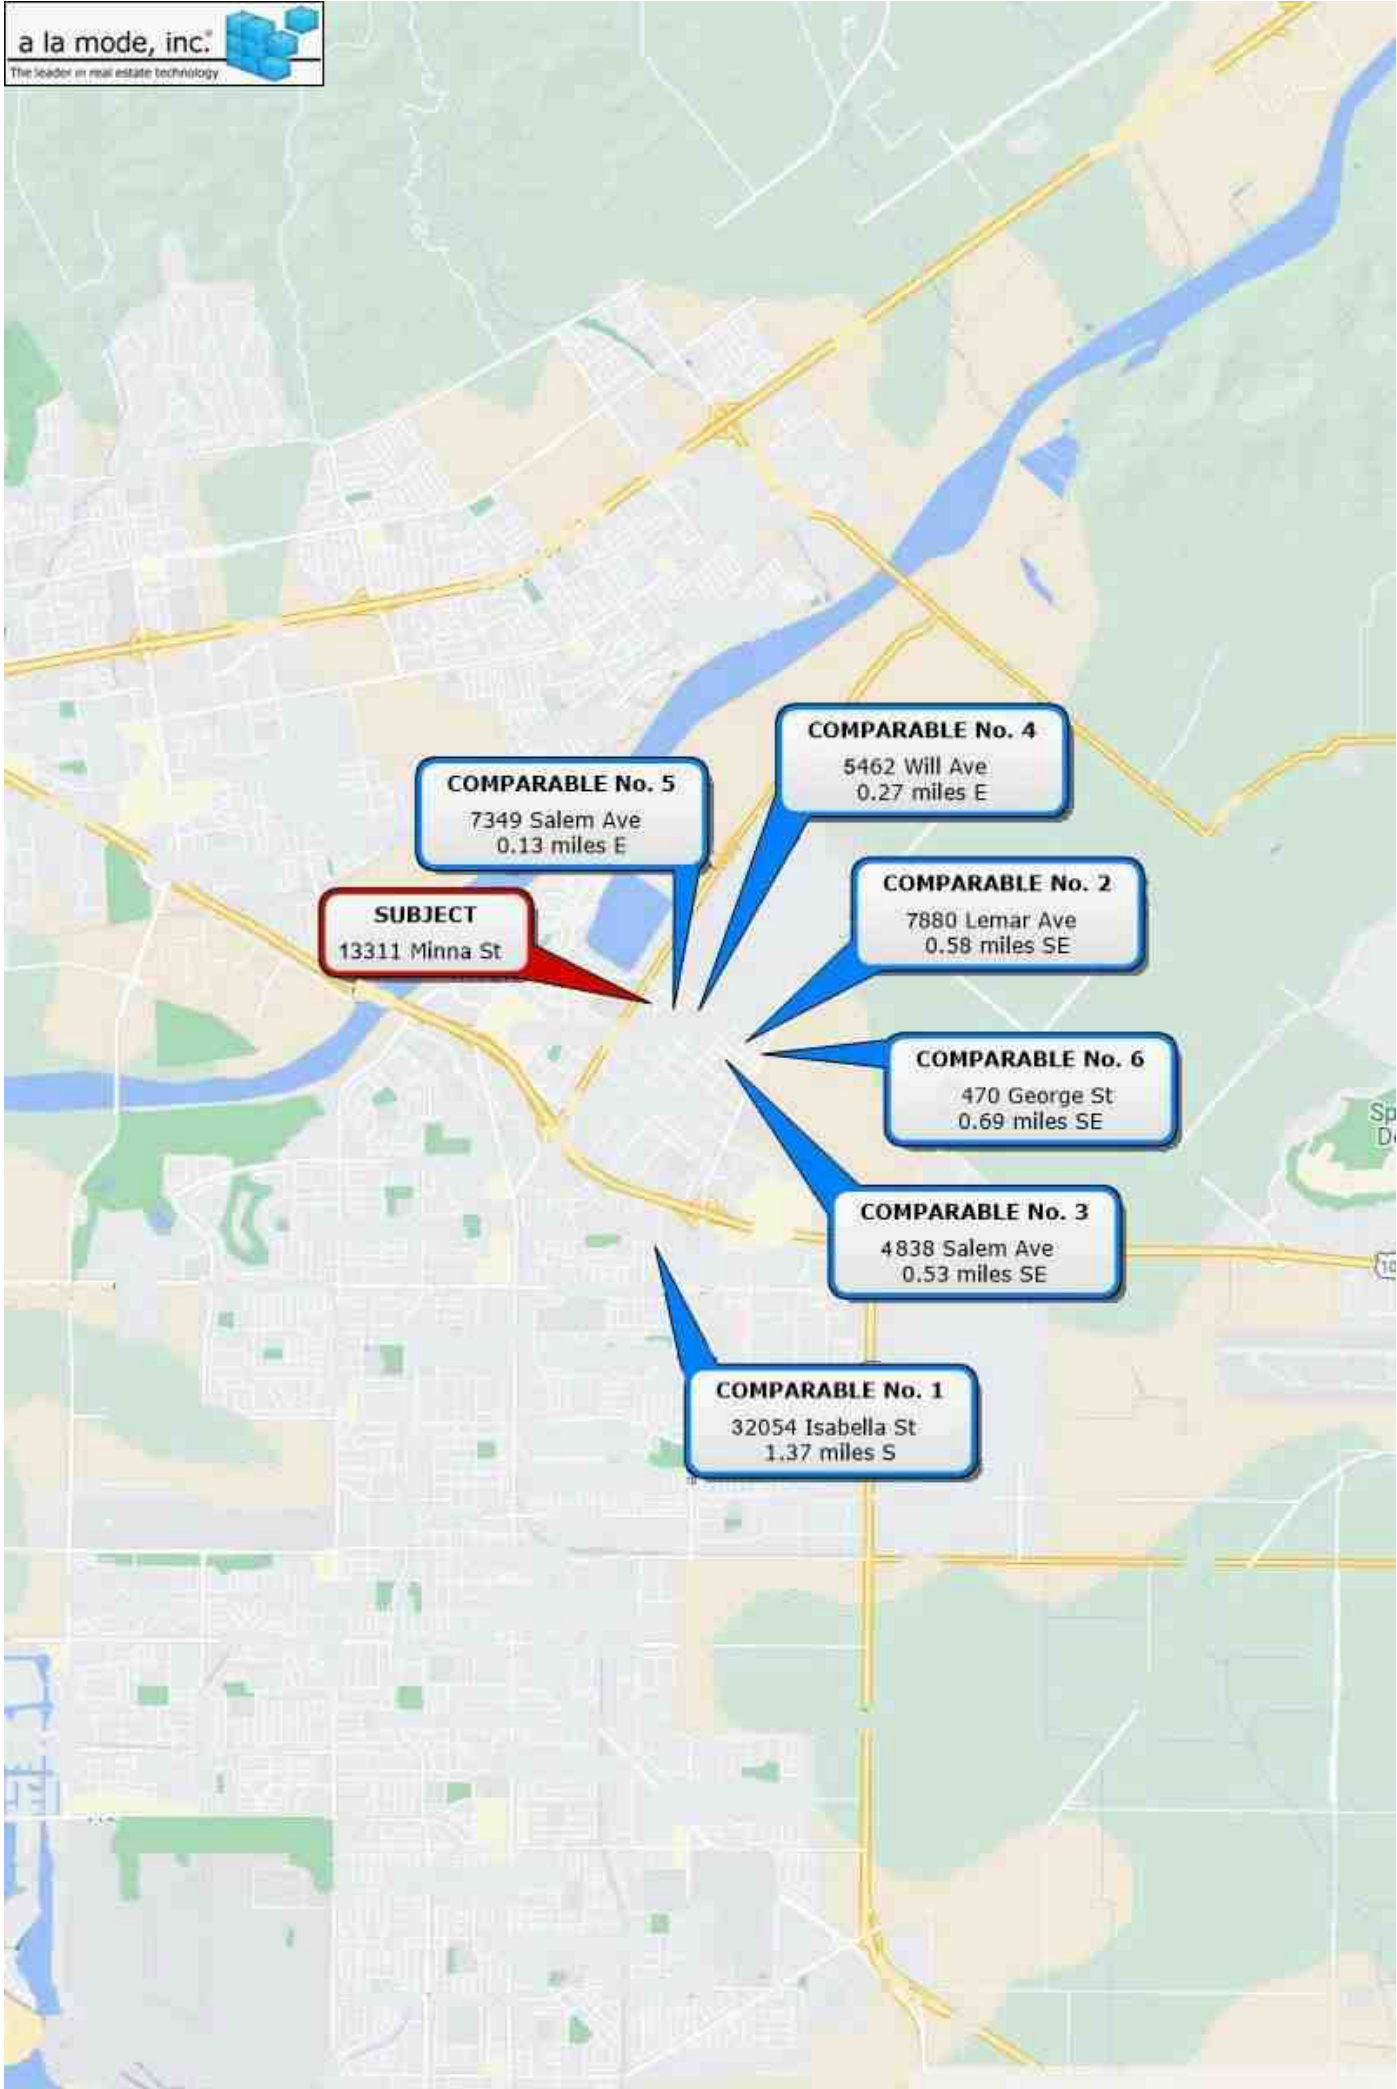 a la mode, inc.
The leader in real estate technology
COMPARABLE No. 4
5462 Will Ave
0.27 miles E
COMPARABLE No. 5
7349 Salem Ave
0.13 miles E
COMPARABLE No. 2
7880 Lemar Ave
0.58 miles SE
SUBJECT
13311 Minna St
COMPARABLE No. 6
470 George St
0.69 miles SE
Sp
COMPARABLE No. 3
4838 Salem Ave
0.53 miles SE
10
COMPARABLE No. 1
32054 Isabella St
1.37 miles S